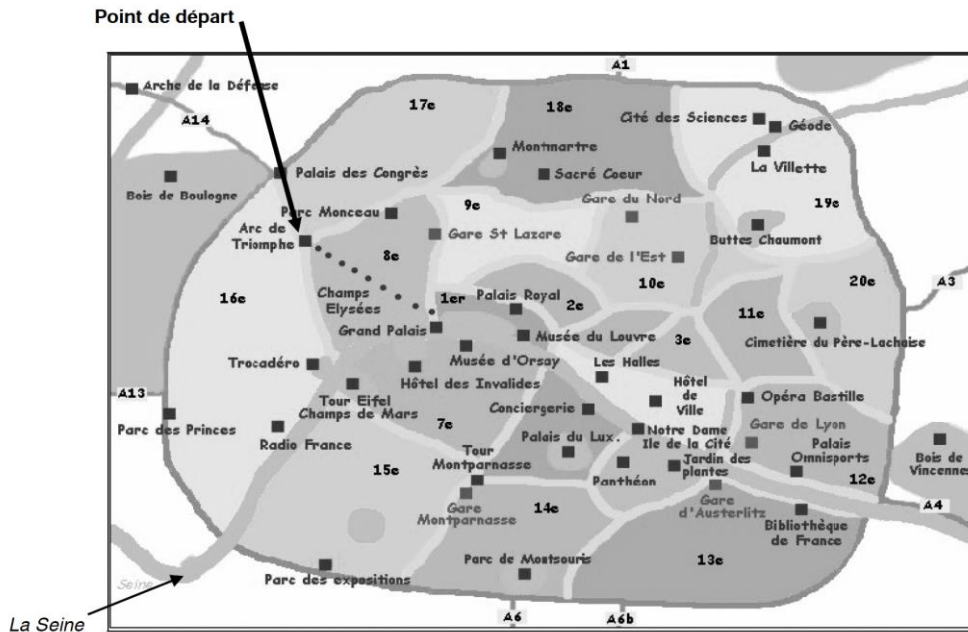 Point de départ
A1
Arche de la Défense
17e
18e
Cité des Sciences
Géode
A14
Montmartre
La Villette
Bois de Boulogne
Palais des Congrès
Sacré Coeur
Parc Monceau
9e
Gare du Nord
19e
Arc de
Triomphe
Gare St Lazare
Buttes Chaumont
8e
Gare de l'Est
16e
10e
20e
A3
Champs
Elysées
1er
Palais Royal
2e
11e
Grand Palais
Musée du Louvre
3e
Cimetière du Père-Lachaise
Trocadéro
Musée d'Orsay
Les Halles
Hôtel des Invalides
A13
Tour Eifel
Champs de Mars
Conciergerie
Hôtel
de
Ville
Opéra Bastille
Parc des Princes
Radio France
7e
Notre Dame
Ile de la Cité
Gare de Lyon
Palais du Lux.
Tour
Montparnasse
Palais
Omnisports
Bois de
Vincennes
15e
Panthéon
Jardin des
plantes
12e
Gare
Montparnasse
14e
Gare
d'Austerlitz
A4
Bibliothèque
de France
Parc de Montsouris
13e
Seine
Parc des expositions
La Seine
A6
A6b